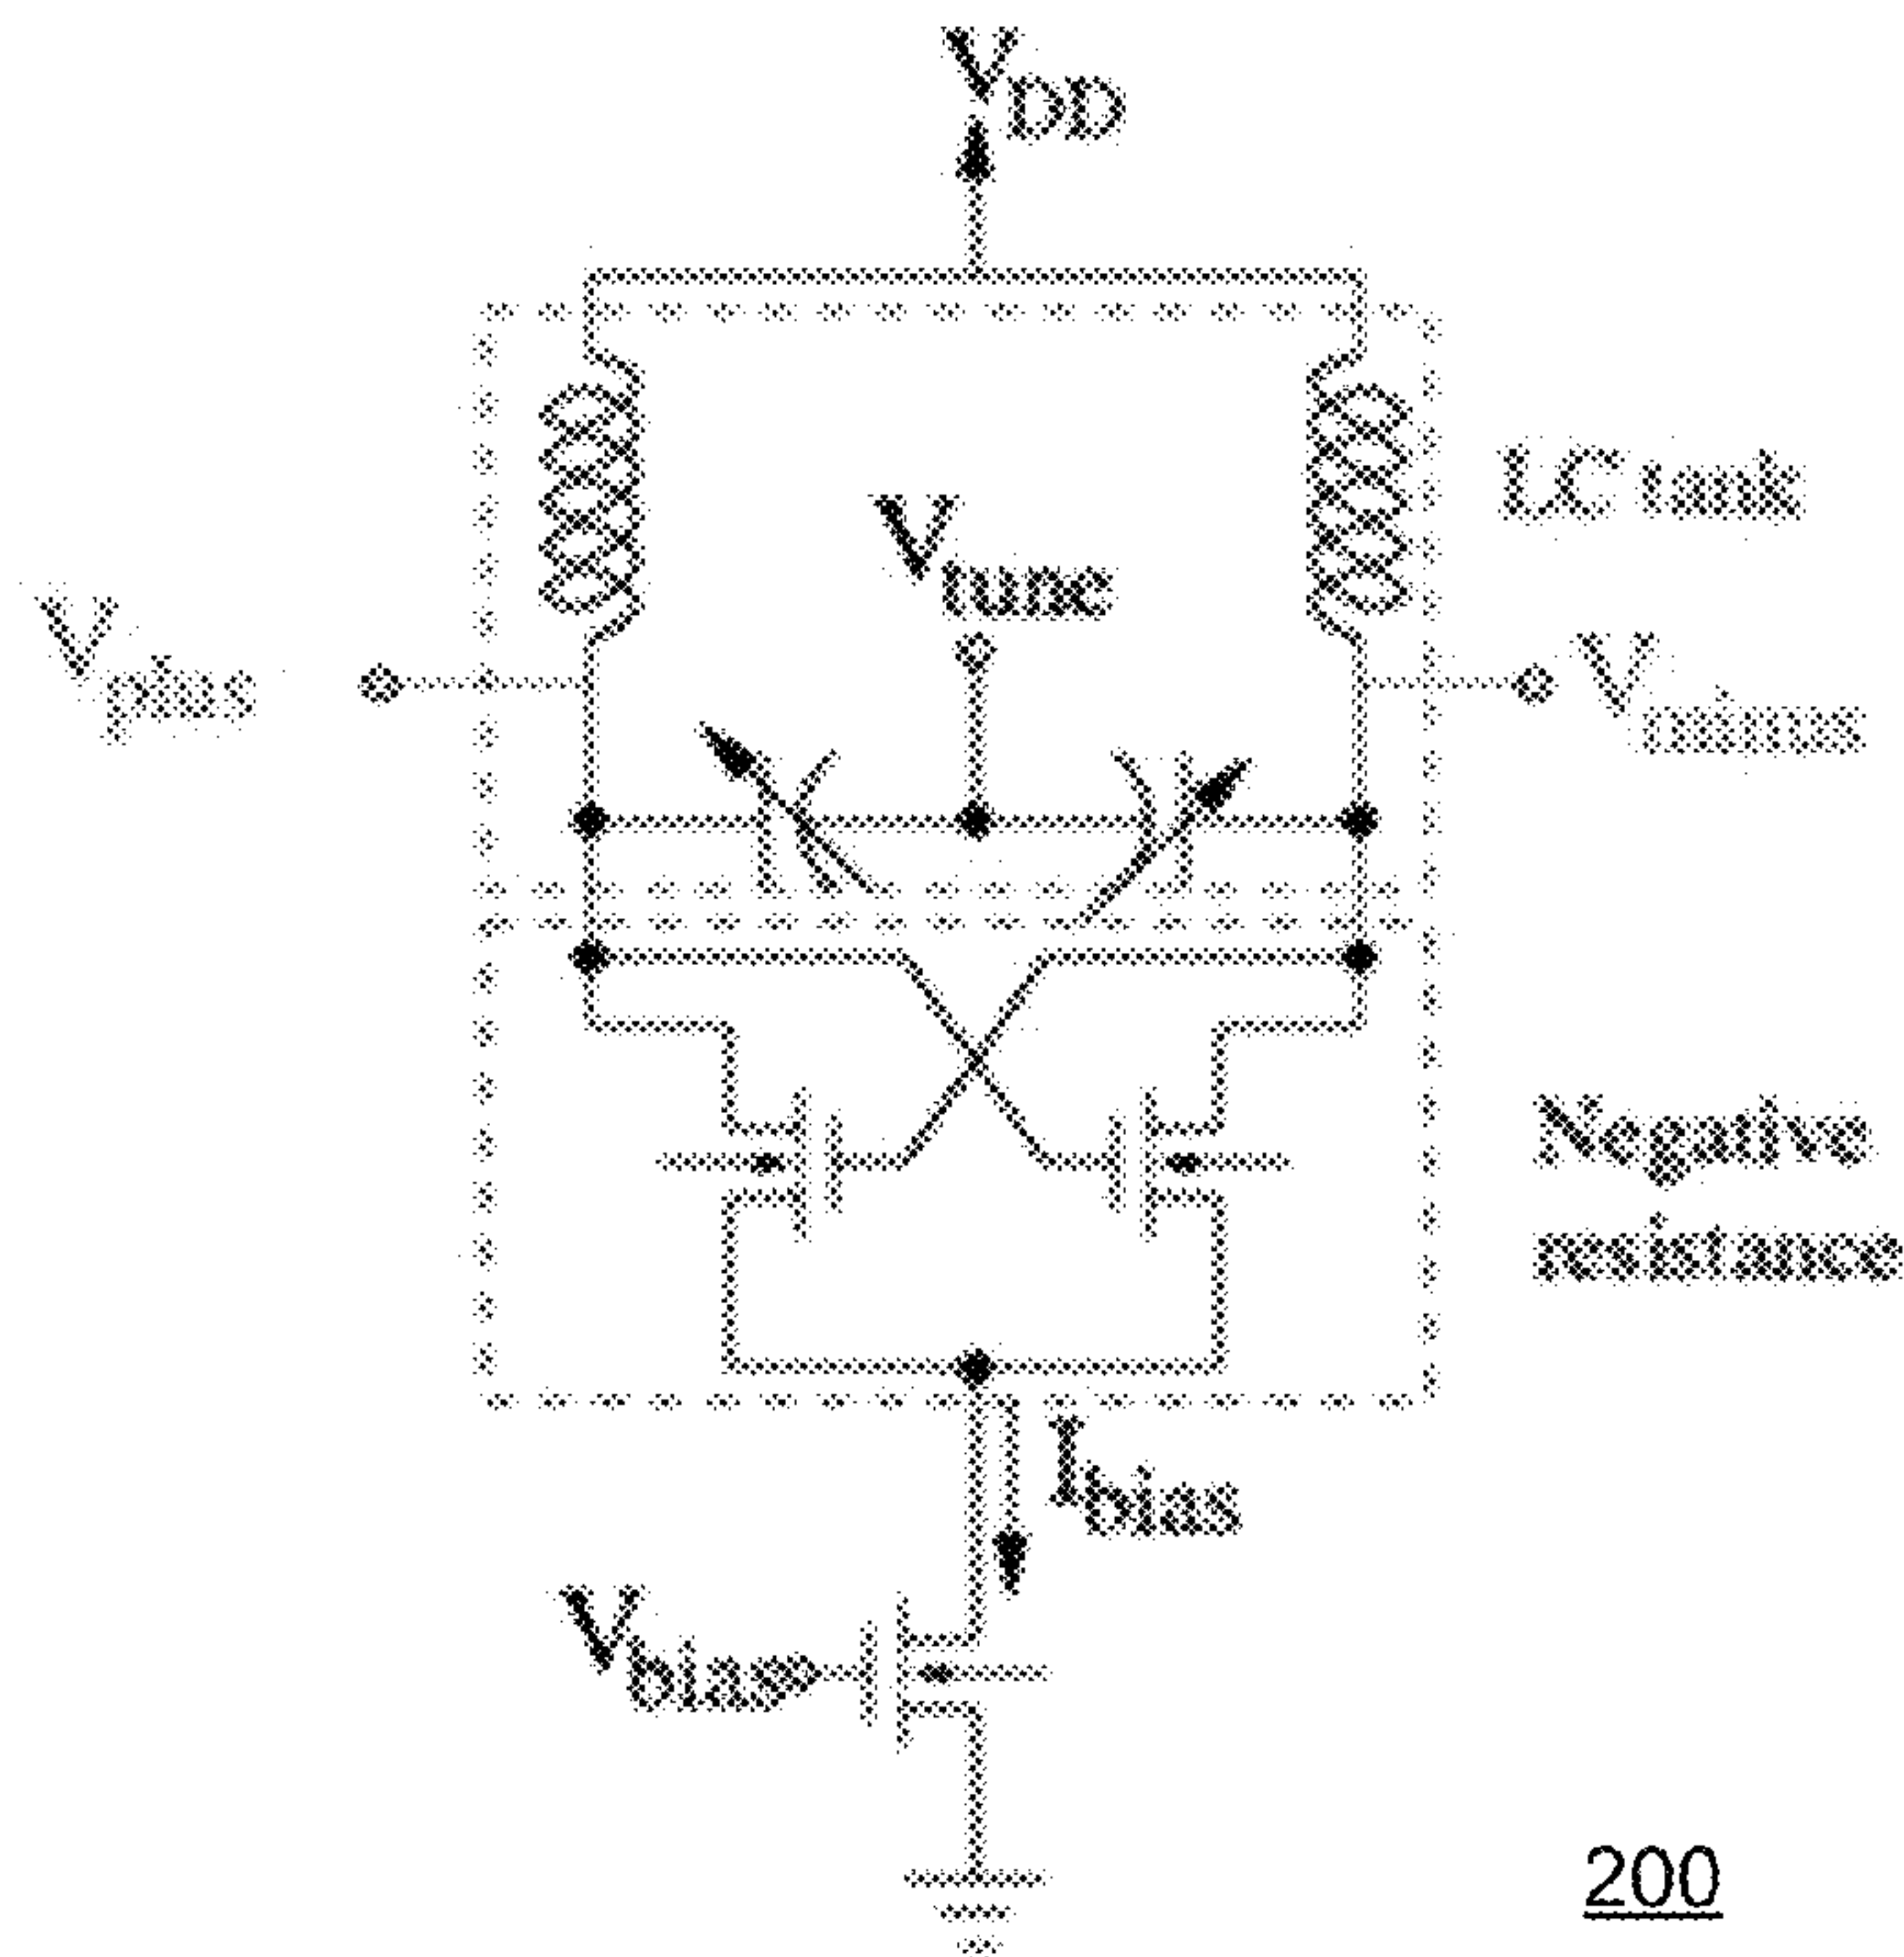 VDD
LC tank
Vtune
Vplus
Vminus
Negative
resistance
Ibias
Vbias
200